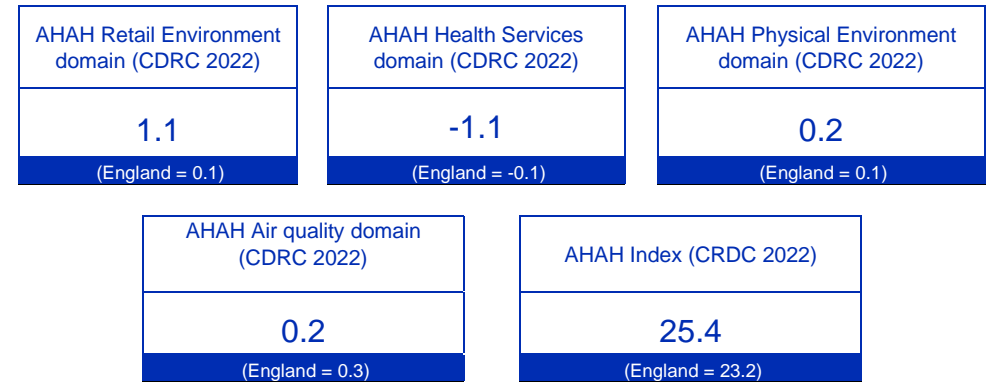 AHAH Retail Environment
domain (CDRC 2022)
1.1
(England = 0.1)
AHAH Health Services
domain (CDRC 2022)
-1.1
(England = -0.1)
AHAH Physical Environment
domain (CDRC 2022)
0.2
(England = 0.1)
AHAH Air quality domain
(CDRC 2022)
0.2
(England = 0.3)
AHAH Index (CRDC 2022)
25.4
(England = 23.2)